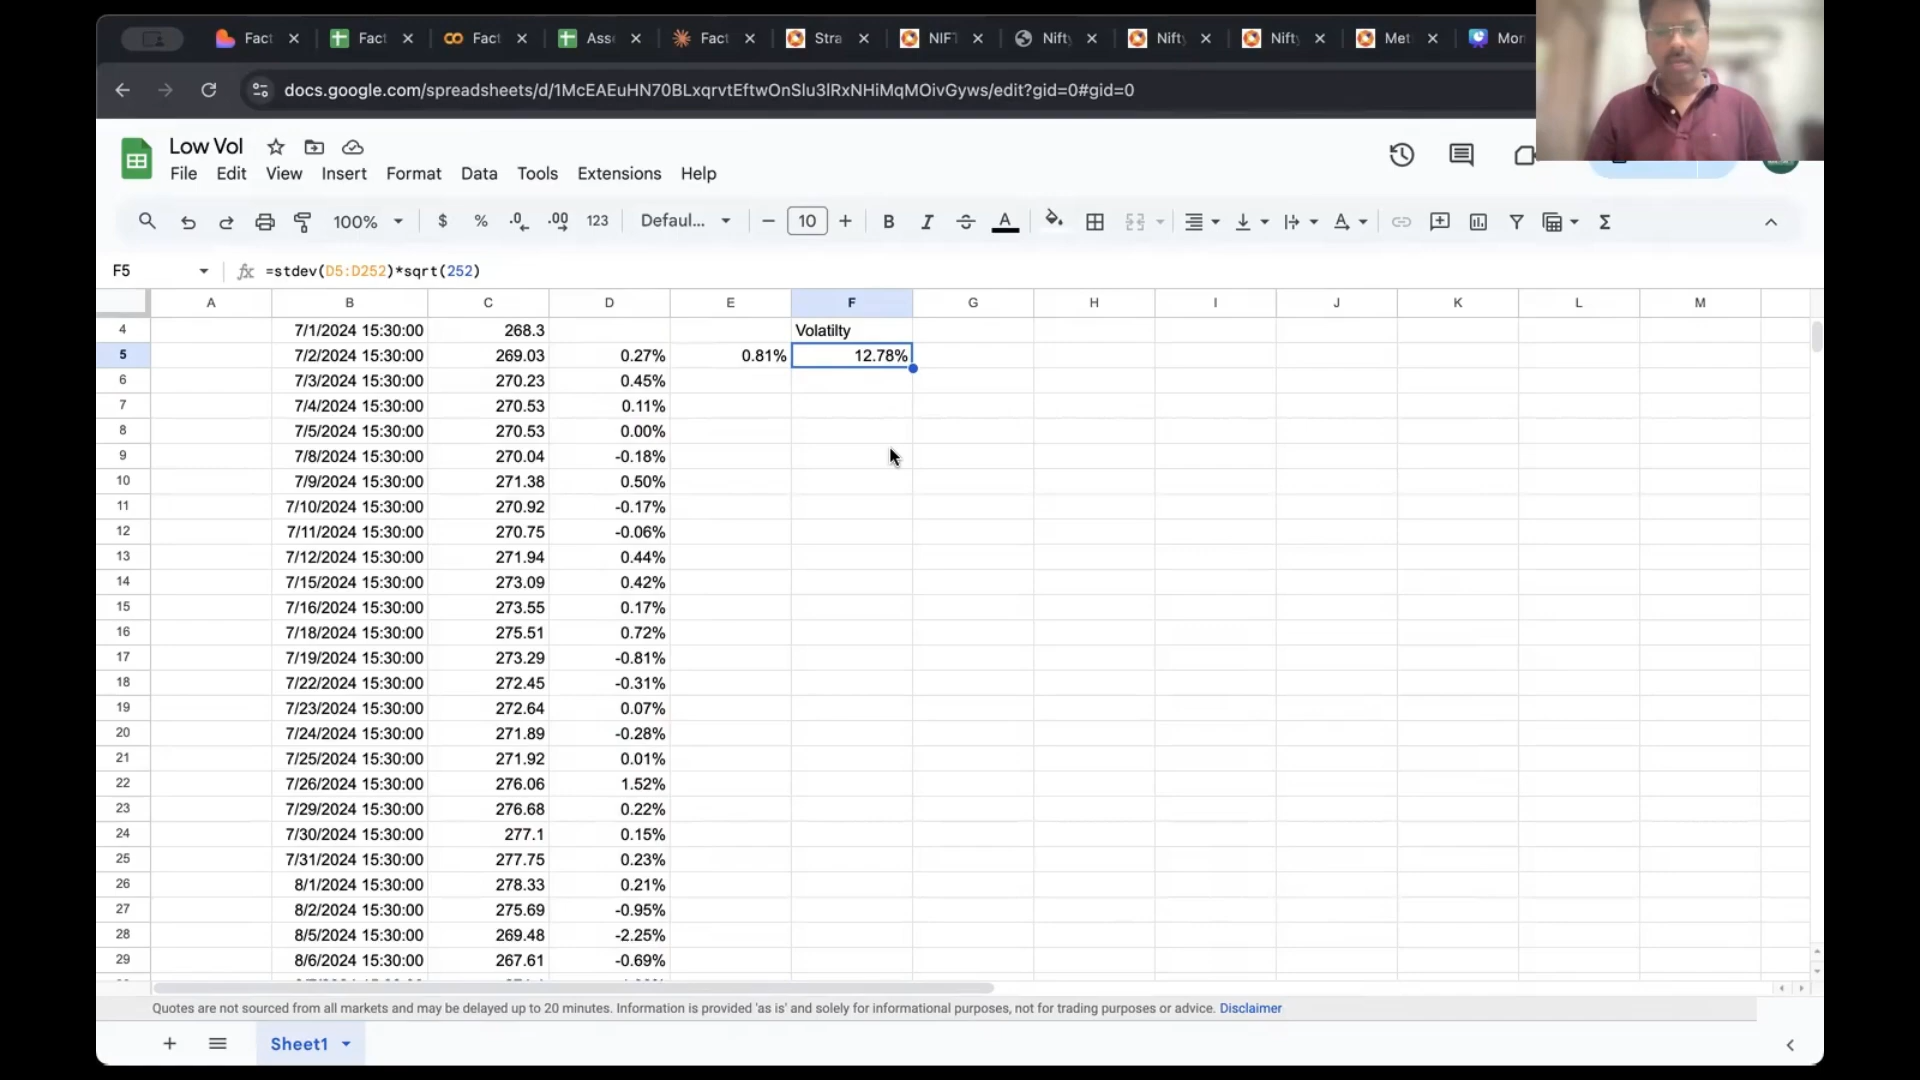 Fact Fact Fact Asse Fact Stra NIFT Nifty Nifty Nifty Met Mor
docs.google.com/spreadsheets/d/1McEAEuHN70BLxqrvtEftwOnSlu3lRxNHiMqMOivGyws/edit?gid=0#gid=0
Low Vol
File Edit View Insert Format Data Tools Extensions Help
100% $ % .0 .00 123 Defaul... 10 B I A
F5 fx =stdev(D5:D252)*sqrt(252)
A B C D E F G H I J K L M
4 7/1/2024 15:30:00 268.3 Volatilty
5 7/2/2024 15:30:00 269.03 0.27% 0.81% 12.78%
6 7/3/2024 15:30:00 270.23 0.45%
7 7/4/2024 15:30:00 270.53 0.11%
8 7/5/2024 15:30:00 270.53 0.00%
9 7/8/2024 15:30:00 270.04 -0.18%
10 7/9/2024 15:30:00 271.38 0.50%
11 7/10/2024 15:30:00 270.92 -0.17%
12 7/11/2024 15:30:00 270.75 -0.06%
13 7/12/2024 15:30:00 271.94 0.44%
14 7/15/2024 15:30:00 273.09 0.42%
15 7/16/2024 15:30:00 273.55 0.17%
16 7/18/2024 15:30:00 275.51 0.72%
17 7/19/2024 15:30:00 273.29 -0.81%
18 7/22/2024 15:30:00 272.45 -0.31%
19 7/23/2024 15:30:00 272.64 0.07%
20 7/24/2024 15:30:00 271.89 -0.28%
21 7/25/2024 15:30:00 271.92 0.01%
22 7/26/2024 15:30:00 276.06 1.52%
23 7/29/2024 15:30:00 276.68 0.22%
24 7/30/2024 15:30:00 277.1 0.15%
25 7/31/2024 15:30:00 277.75 0.23%
26 8/1/2024 15:30:00 278.33 0.21%
27 8/2/2024 15:30:00 275.69 -0.95%
28 8/5/2024 15:30:00 269.48 -2.25%
29 8/6/2024 15:30:00 267.61 -0.69%
Quotes are not sourced from all markets and may be delayed up to 20 minutes. Information is provided 'as is' and solely for informational purposes, not for trading purposes or advice. Disclaimer
Sheet1